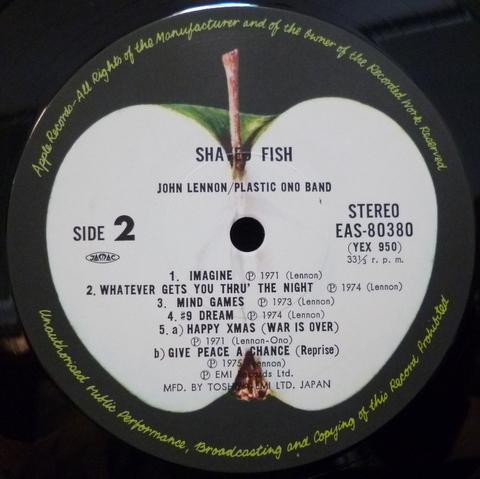 Apple Records-All Rights of the Manufacturer and of the Owner of the Recorded Work Reserved
SHAVED FISH
JOHN LENNON/PLASTIC ONO BAND
SIDE 2
JASRAC
STEREO
EAS-80380
(YEX 950)
33⅓ r. p. m.
1. IMAGINE Ⓟ 1971 (Lennon)
2. WHATEVER GETS YOU THRU' THE NIGHT Ⓟ 1974 (Lennon)
3. MIND GAMES Ⓟ 1973 (Lennon)
4. #9 DREAM Ⓟ 1974 (Lennon)
5. a) HAPPY XMAS (WAR IS OVER)
Ⓟ 1971 (Lennon-Ono)
b) GIVE PEACE A CHANCE (Reprise)
Ⓟ 1975 (Lennon)
Ⓟ EMI Records Ltd.
MFD. BY TOSHIBA-EMI LTD. JAPAN
Unauthorised Public Performance, Broadcasting and Copying of this Record Prohibited